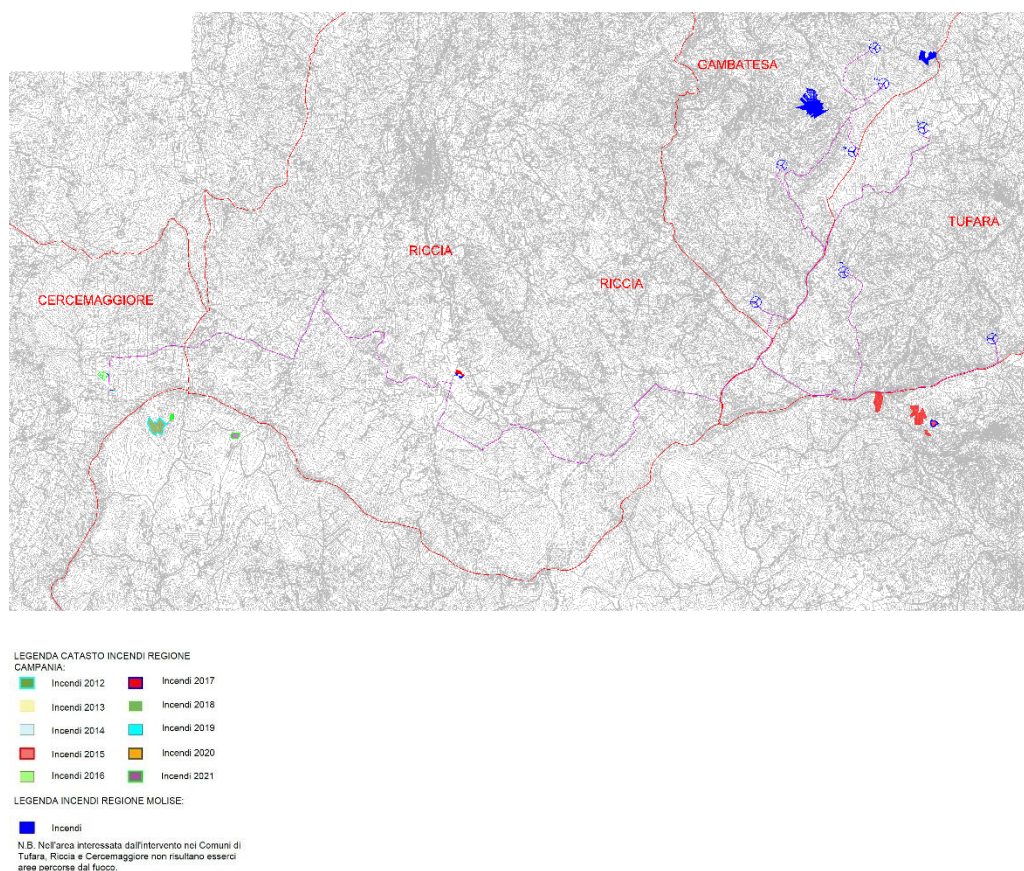 GAMBATESA
TUFARA
RICCIA
RICCIA
CERCEMAGGIORE
LEGENDA CATASTO INCENDI REGIONE
CAMPANIA:
Incendi 2012
Incendi 2017
Incendi 2013
Incendi 2018
Incendi 2014
Incendi 2019
Incendi 2015
Incendi 2020
Incendi 2016
Incendi 2021
LEGENDA INCENDI REGIONE MOLISE:
Incendi
N.B. Nell'area interessata dall'intervento nei Comuni di
Tufara, Riccia e Cercemaggiore non risultano esserci
aree percorse dal fuoco.